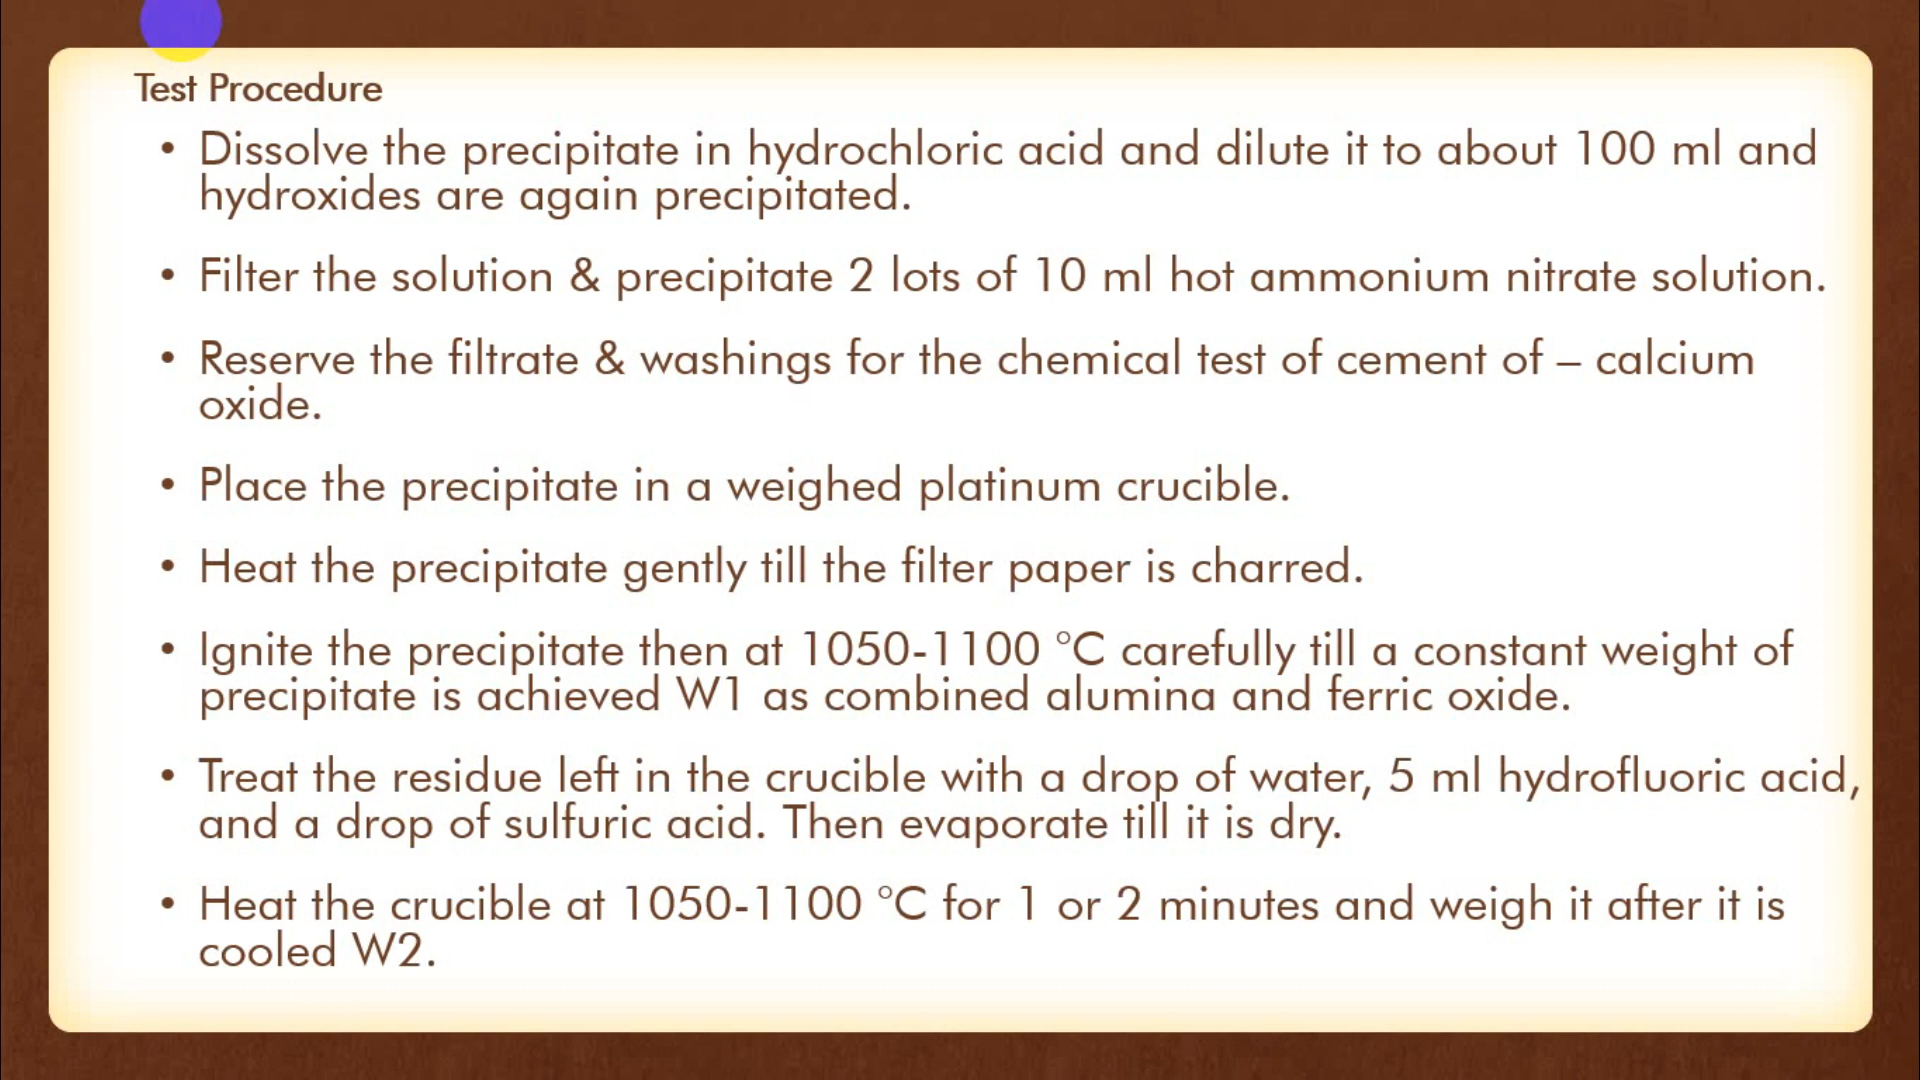 Test Procedure
• Dissolve the precipitate in hydrochloric acid and dilute it to about 100 ml and
hydroxides are again precipitated.
• Filter the solution & precipitate 2 lots of 10 ml hot ammonium nitrate solution.
• Reserve the filtrate & washings for the chemical test of cement of – calcium
oxide.
• Place the precipitate in a weighed platinum crucible.
• Heat the precipitate gently till the filter paper is charred.
• Ignite the precipitate then at 1050-1100 °C carefully till a constant weight of
precipitate is achieved W1 as combined alumina and ferric oxide.
• Treat the residue left in the crucible with a drop of water, 5 ml hydrofluoric acid,
and a drop of sulfuric acid. Then evaporate till it is dry.
• Heat the crucible at 1050-1100 °C for 1 or 2 minutes and weigh it after it is
cooled W2.